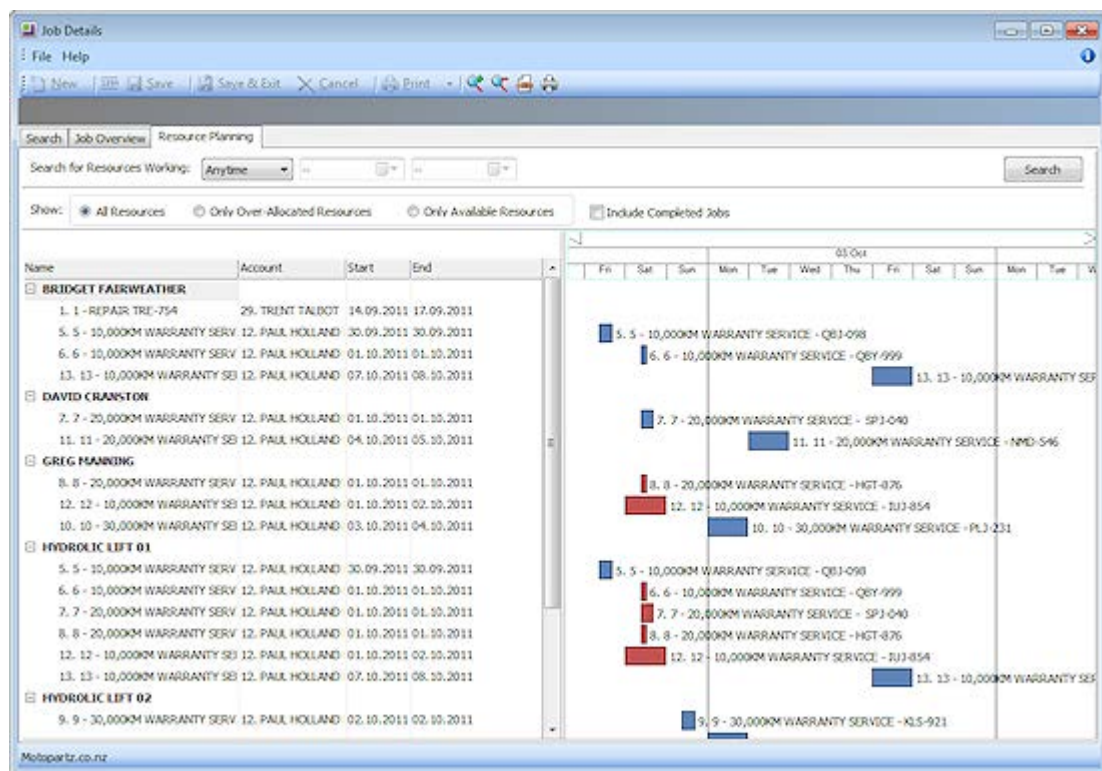 Job Details
File Help
New Save Save & Exit Cancel Print
Search Job Overview Resource Planning
Search for Resources Working: Anytime -- -- Search
Show: All Resources Only Over-Allocated Resources Only Available Resources Include Completed Jobs
03 Oct
Name Account Start End Fri Sat Sun Mon Tue Wed Thu Fri Sat Sun Mon Tue W
BRIDGET FAIRWEATHER
1. 1 - REPAIR TRE-754 29. TRENT TALBOT 14.09.2011 17.09.2011
5. 5 - 10,000KM WARRANTY SERV 12. PAUL HOLLAND 30.09.2011 30.09.2011 5. 5 - 10,000KM WARRANTY SERVICE - QBJ-098
6. 6 - 10,000KM WARRANTY SERV 12. PAUL HOLLAND 01.10.2011 01.10.2011 6. 6 - 10,000KM WARRANTY SERVICE - QBY-999
13. 13 - 10,000KM WARRANTY SE 12. PAUL HOLLAND 07.10.2011 08.10.2011 13. 13 - 10,000KM WARRANTY SER
DAVID CRANSTON
7. 7 - 20,000KM WARRANTY SERV 12. PAUL HOLLAND 01.10.2011 01.10.2011 7. 7 - 20,000KM WARRANTY SERVICE - SPJ-040
11. 11 - 20,000KM WARRANTY SE 12. PAUL HOLLAND 04.10.2011 05.10.2011 11. 11 - 20,000KM WARRANTY SERVICE - NMD-546
GREG MANNING
8. 8 - 20,000KM WARRANTY SERV 12. PAUL HOLLAND 01.10.2011 01.10.2011 8. 8 - 20,000KM WARRANTY SERVICE - HGT-876
12. 12 - 10,000KM WARRANTY SE 12. PAUL HOLLAND 01.10.2011 02.10.2011 12. 12 - 10,000KM WARRANTY SERVICE - IUJ-854
10. 10 - 30,000KM WARRANTY SE 12. PAUL HOLLAND 03.10.2011 04.10.2011 10. 10 - 30,000KM WARRANTY SERVICE - PLJ-231
HYDROLIC LIFT 01
5. 5 - 10,000KM WARRANTY SERV 12. PAUL HOLLAND 30.09.2011 30.09.2011 5. 5 - 10,000KM WARRANTY SERVICE - QBJ-098
6. 6 - 10,000KM WARRANTY SERV 12. PAUL HOLLAND 01.10.2011 01.10.2011 6. 6 - 10,000KM WARRANTY SERVICE - QBY-999
7. 7 - 20,000KM WARRANTY SERV 12. PAUL HOLLAND 01.10.2011 01.10.2011 7. 7 - 20,000KM WARRANTY SERVICE - SPJ-040
8. 8 - 20,000KM WARRANTY SERV 12. PAUL HOLLAND 01.10.2011 01.10.2011 8. 8 - 20,000KM WARRANTY SERVICE - HGT-876
12. 12 - 10,000KM WARRANTY SE 12. PAUL HOLLAND 01.10.2011 02.10.2011 12. 12 - 10,000KM WARRANTY SERVICE - IUJ-854
13. 13 - 10,000KM WARRANTY SE 12. PAUL HOLLAND 07.10.2011 08.10.2011 13. 13 - 10,000KM WARRANTY SER
HYDROLIC LIFT 02
9. 9 - 30,000KM WARRANTY SERV 12. PAUL HOLLAND 02.10.2011 02.10.2011 9. 9 - 30,000KM WARRANTY SERVICE - KLS-921
Motopartz.co.nz